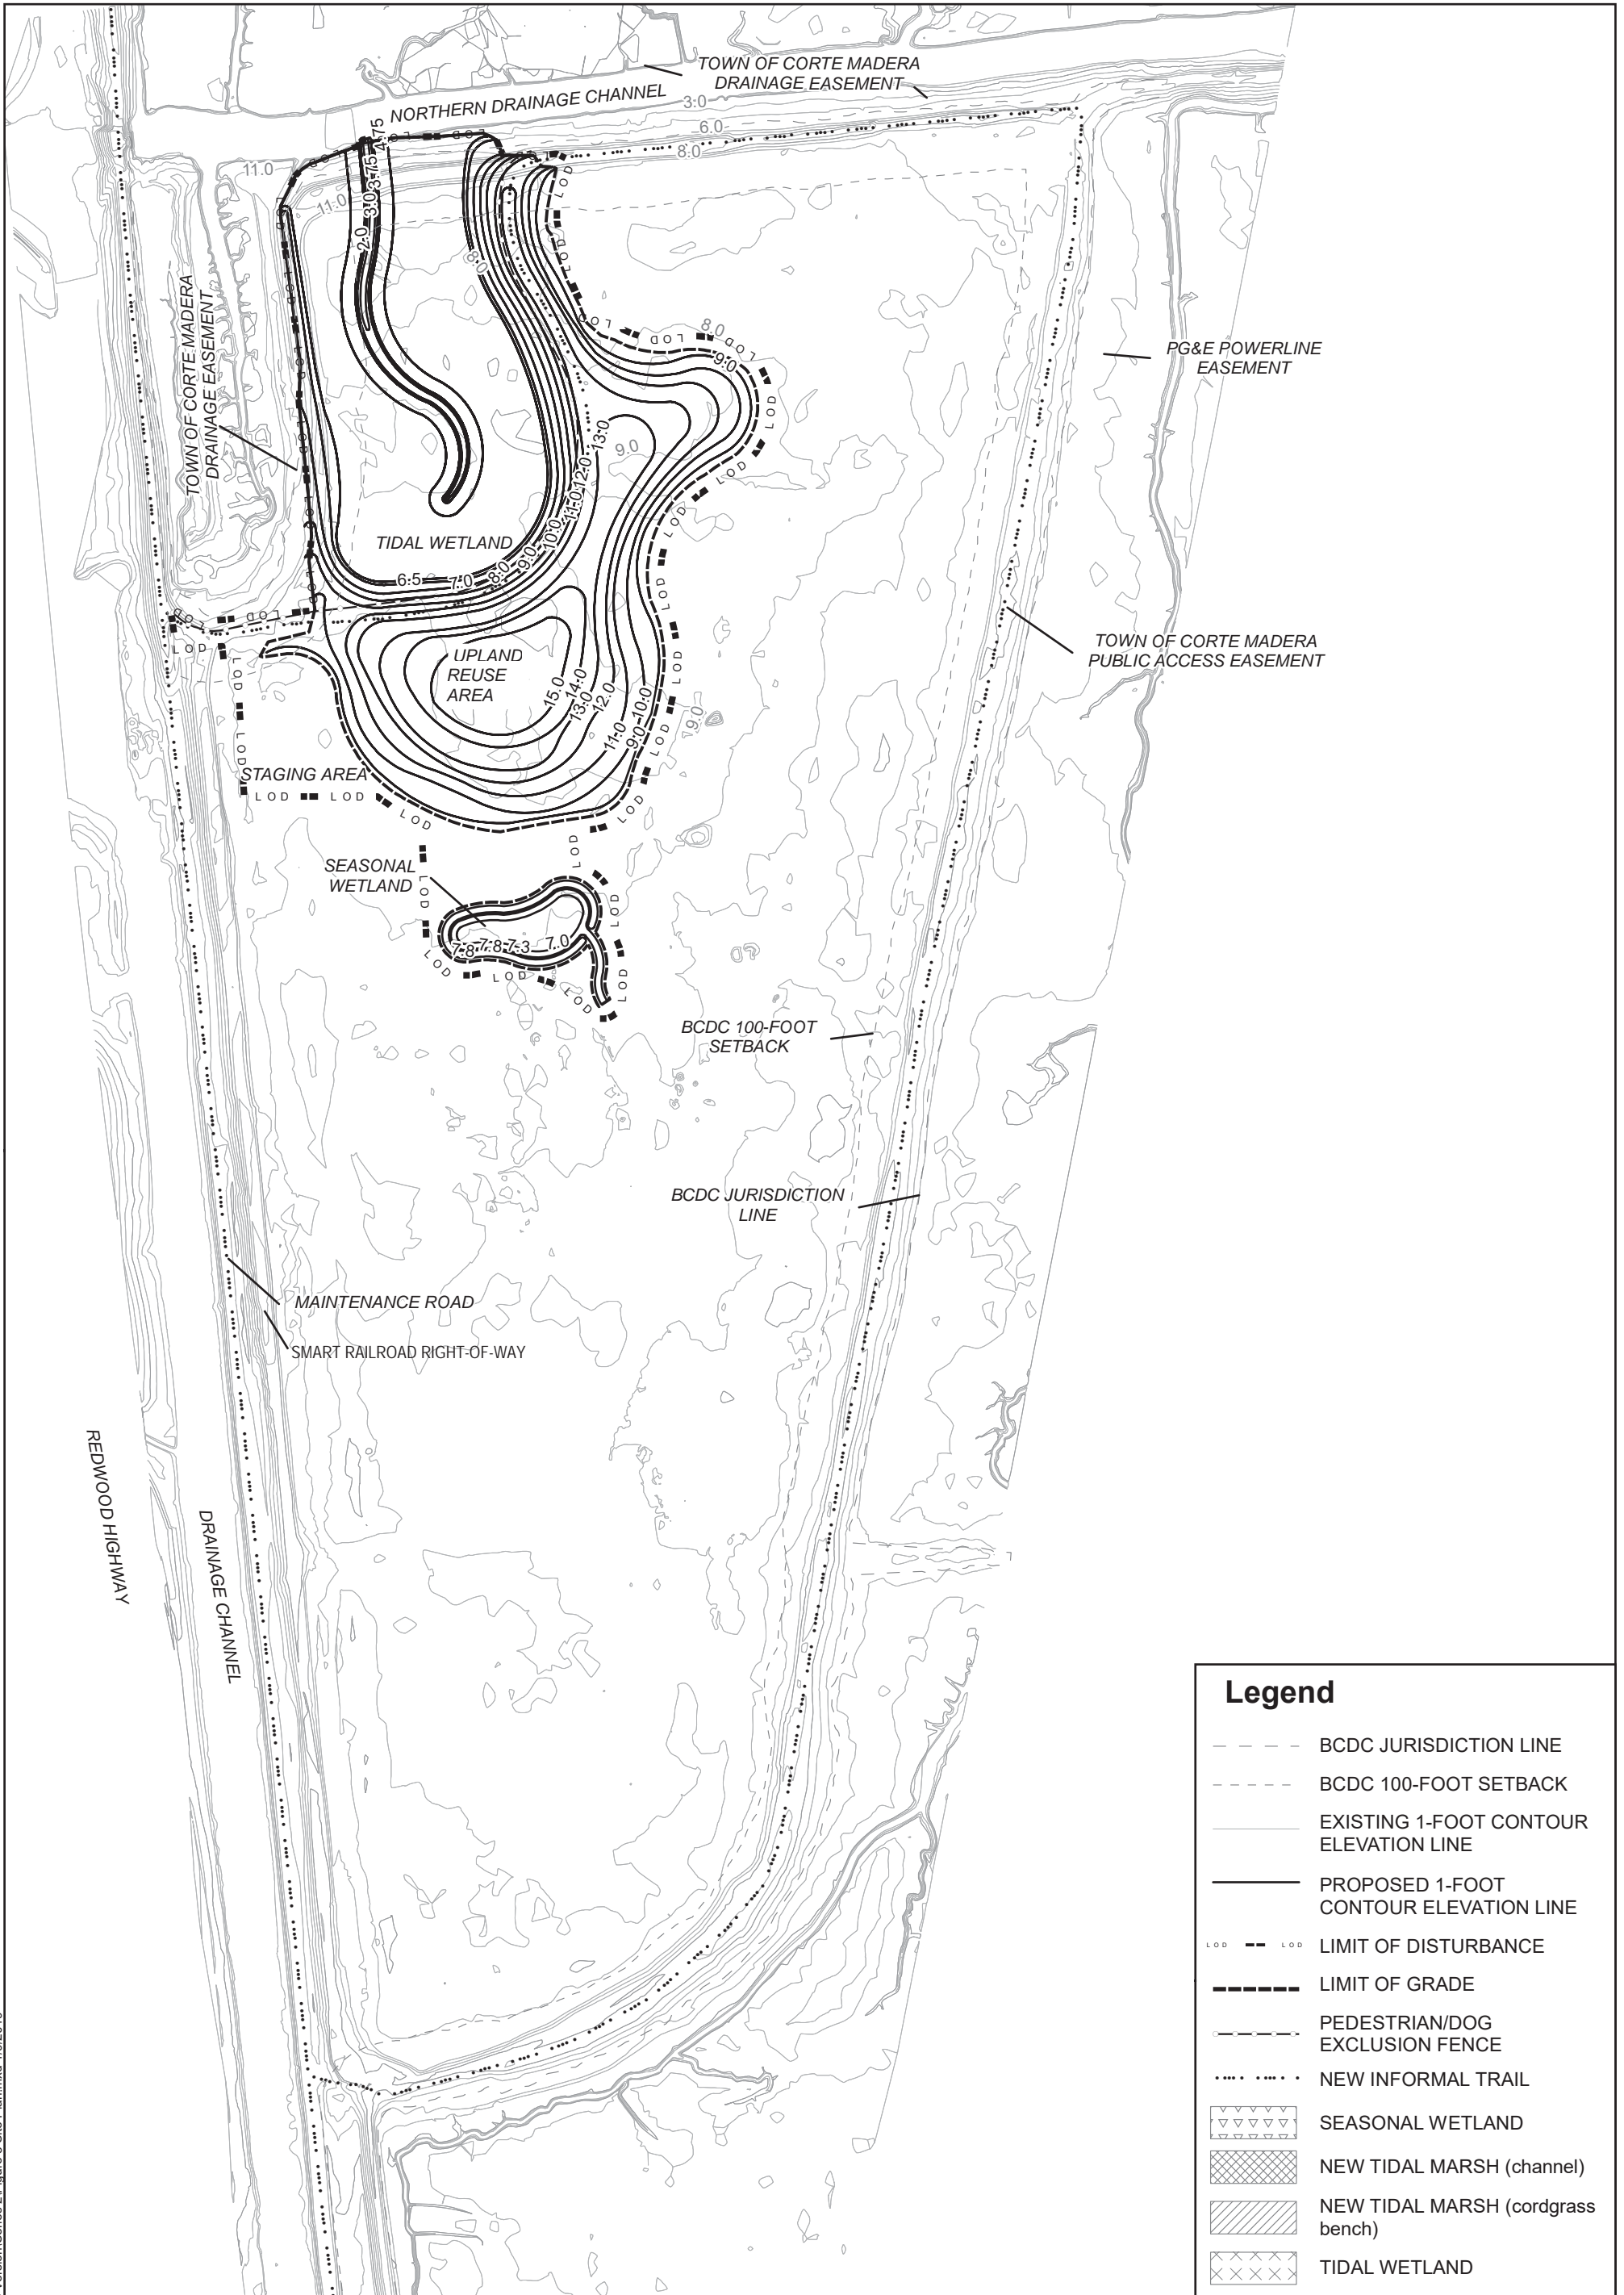 TOWN OF CORTE MADERA
DRAINAGE EASEMENT
NORTHERN DRAINAGE CHANNEL
3.0
6.0
8.0
4.75
3.75
3.0
2.0
11.0
11.0
8.0
LOD
TOWN OF CORTE MADERA
DRAINAGE EASEMENT
8.0
9.0
PG&E POWERLINE
EASEMENT
13.0
9.0
12.0
11.0
10.0
9.0
8.0
7.0
6.5
TIDAL WETLAND
UPLAND
REUSE
AREA
15.0
14.0
13.0
12.0
11.0
10.0
9.0
9.0
TOWN OF CORTE MADERA
PUBLIC ACCESS EASEMENT
STAGING AREA
LOD LOD
SEASONAL
WETLAND
7.8 7.8 7.3 7.0
BCDC 100-FOOT
SETBACK
BCDC JURISDICTION
LINE
MAINTENANCE ROAD
SMART RAILROAD RIGHT-OF-WAY
REDWOOD HIGHWAY
DRAINAGE CHANNEL
Legend
BCDC JURISDICTION LINE
BCDC 100-FOOT SETBACK
EXISTING 1-FOOT CONTOUR
ELEVATION LINE
PROPOSED 1-FOOT
CONTOUR ELEVATION LINE
LOD LOD LIMIT OF DISTURBANCE
LIMIT OF GRADE
PEDESTRIAN/DOG
EXCLUSION FENCE
NEW INFORMAL TRAIL
SEASONAL WETLAND
NEW TIDAL MARSH (channel)
NEW TIDAL MARSH (cordgrass
bench)
TIDAL WETLAND